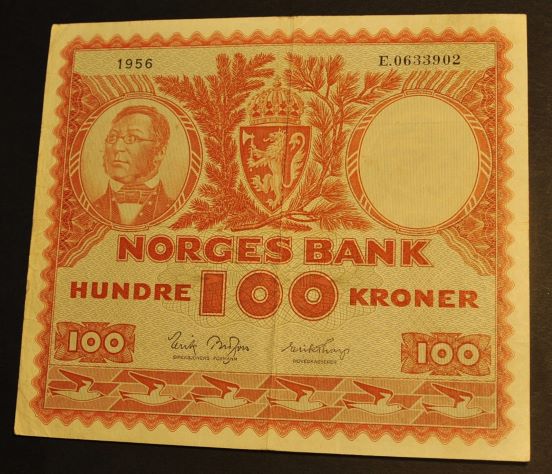 1956 E.0633902
NORGES BANK
HUNDRE 100 KRONER
100 100